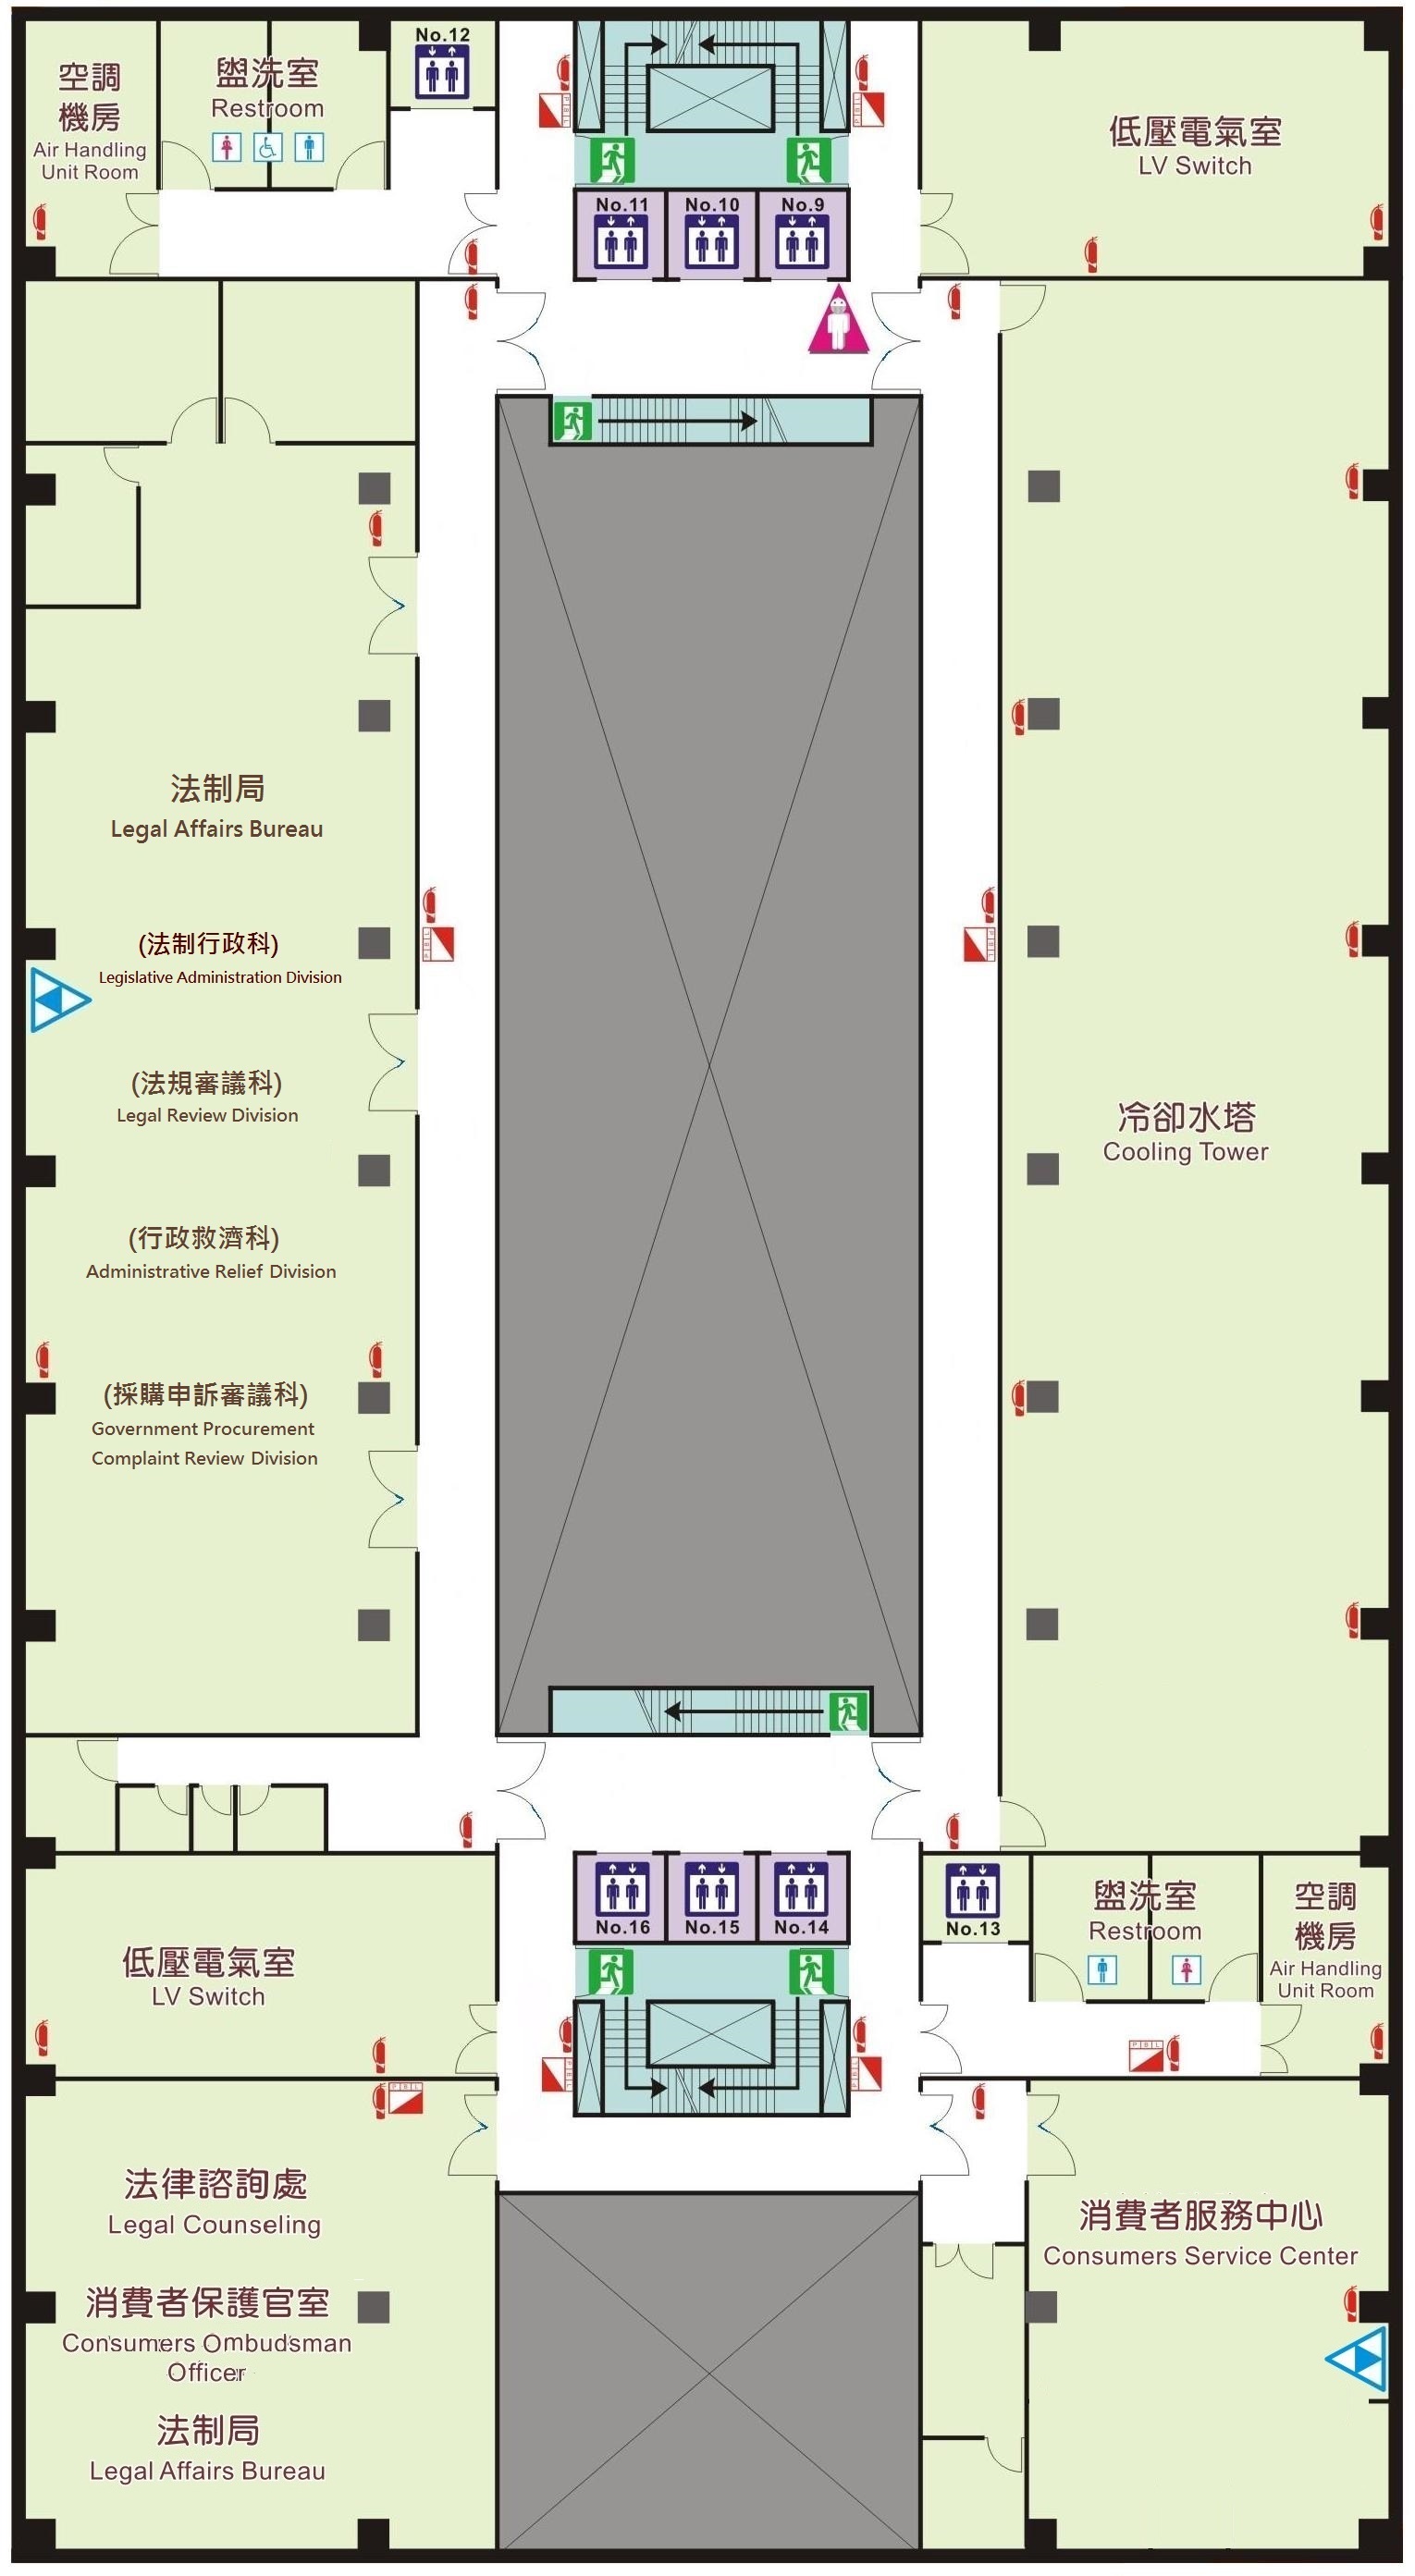 空調
機房
Air Handling
Unit Room
盥洗室
Restroom
No.12
No.11
No.10
No.9
低壓電氣室
LV Switch
法制局
Legal Affairs Bureau
(法制行政科)
Legislative Administration Division
(法規審議科)
Legal Review Division
(行政救濟科)
Administrative Relief Division
(採購申訴審議科)
Government Procurement
Complaint Review Division
冷卻水塔
Cooling Tower
No.16
No.15
No.14
No.13
盥洗室
Restroom
空調
機房
Air Handling
Unit Room
低壓電氣室
LV Switch
法律諮詢處
Legal Counseling
消費者保護官室
Consumers Ombudsman
Officer
法制局
Legal Affairs Bureau
消費者服務中心
Consumers Service Center